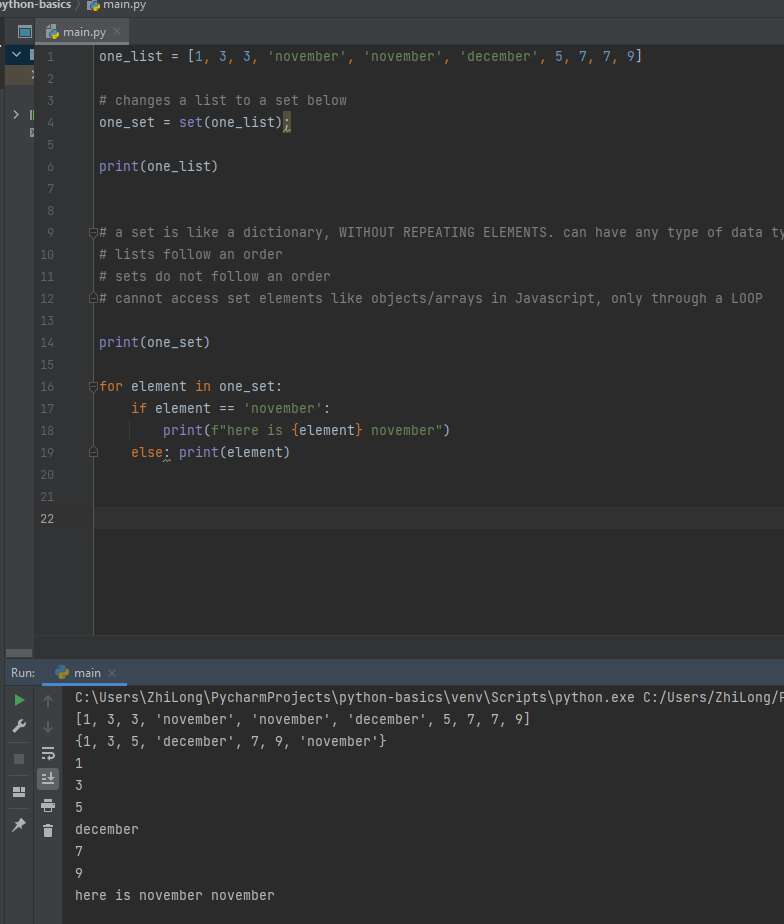 python-basics > main.py
main.py
1 one_list = [1, 3, 3, 'november', 'november', 'december', 5, 7, 7, 9]
2
3 # changes a list to a set below
4 one_set = set(one_list);
5
6 print(one_list)
7
8
9 # a set is like a dictionary, WITHOUT REPEATING ELEMENTS. can have any type of data ty
10 # lists follow an order
11 # sets do not follow an order
12 # cannot access set elements like objects/arrays in Javascript, only through a LOOP
13
14 print(one_set)
15
16 for element in one_set:
17     if element == 'november':
18         print(f"here is {element} november")
19     else: print(element)
20
21
22
Run: main
C:\Users\ZhiLong\PycharmProjects\python-basics\venv\Scripts\python.exe C:/Users/ZhiLong/P
[1, 3, 3, 'november', 'november', 'december', 5, 7, 7, 9]
{1, 3, 5, 'december', 7, 9, 'november'}
1
3
5
december
7
9
here is november november